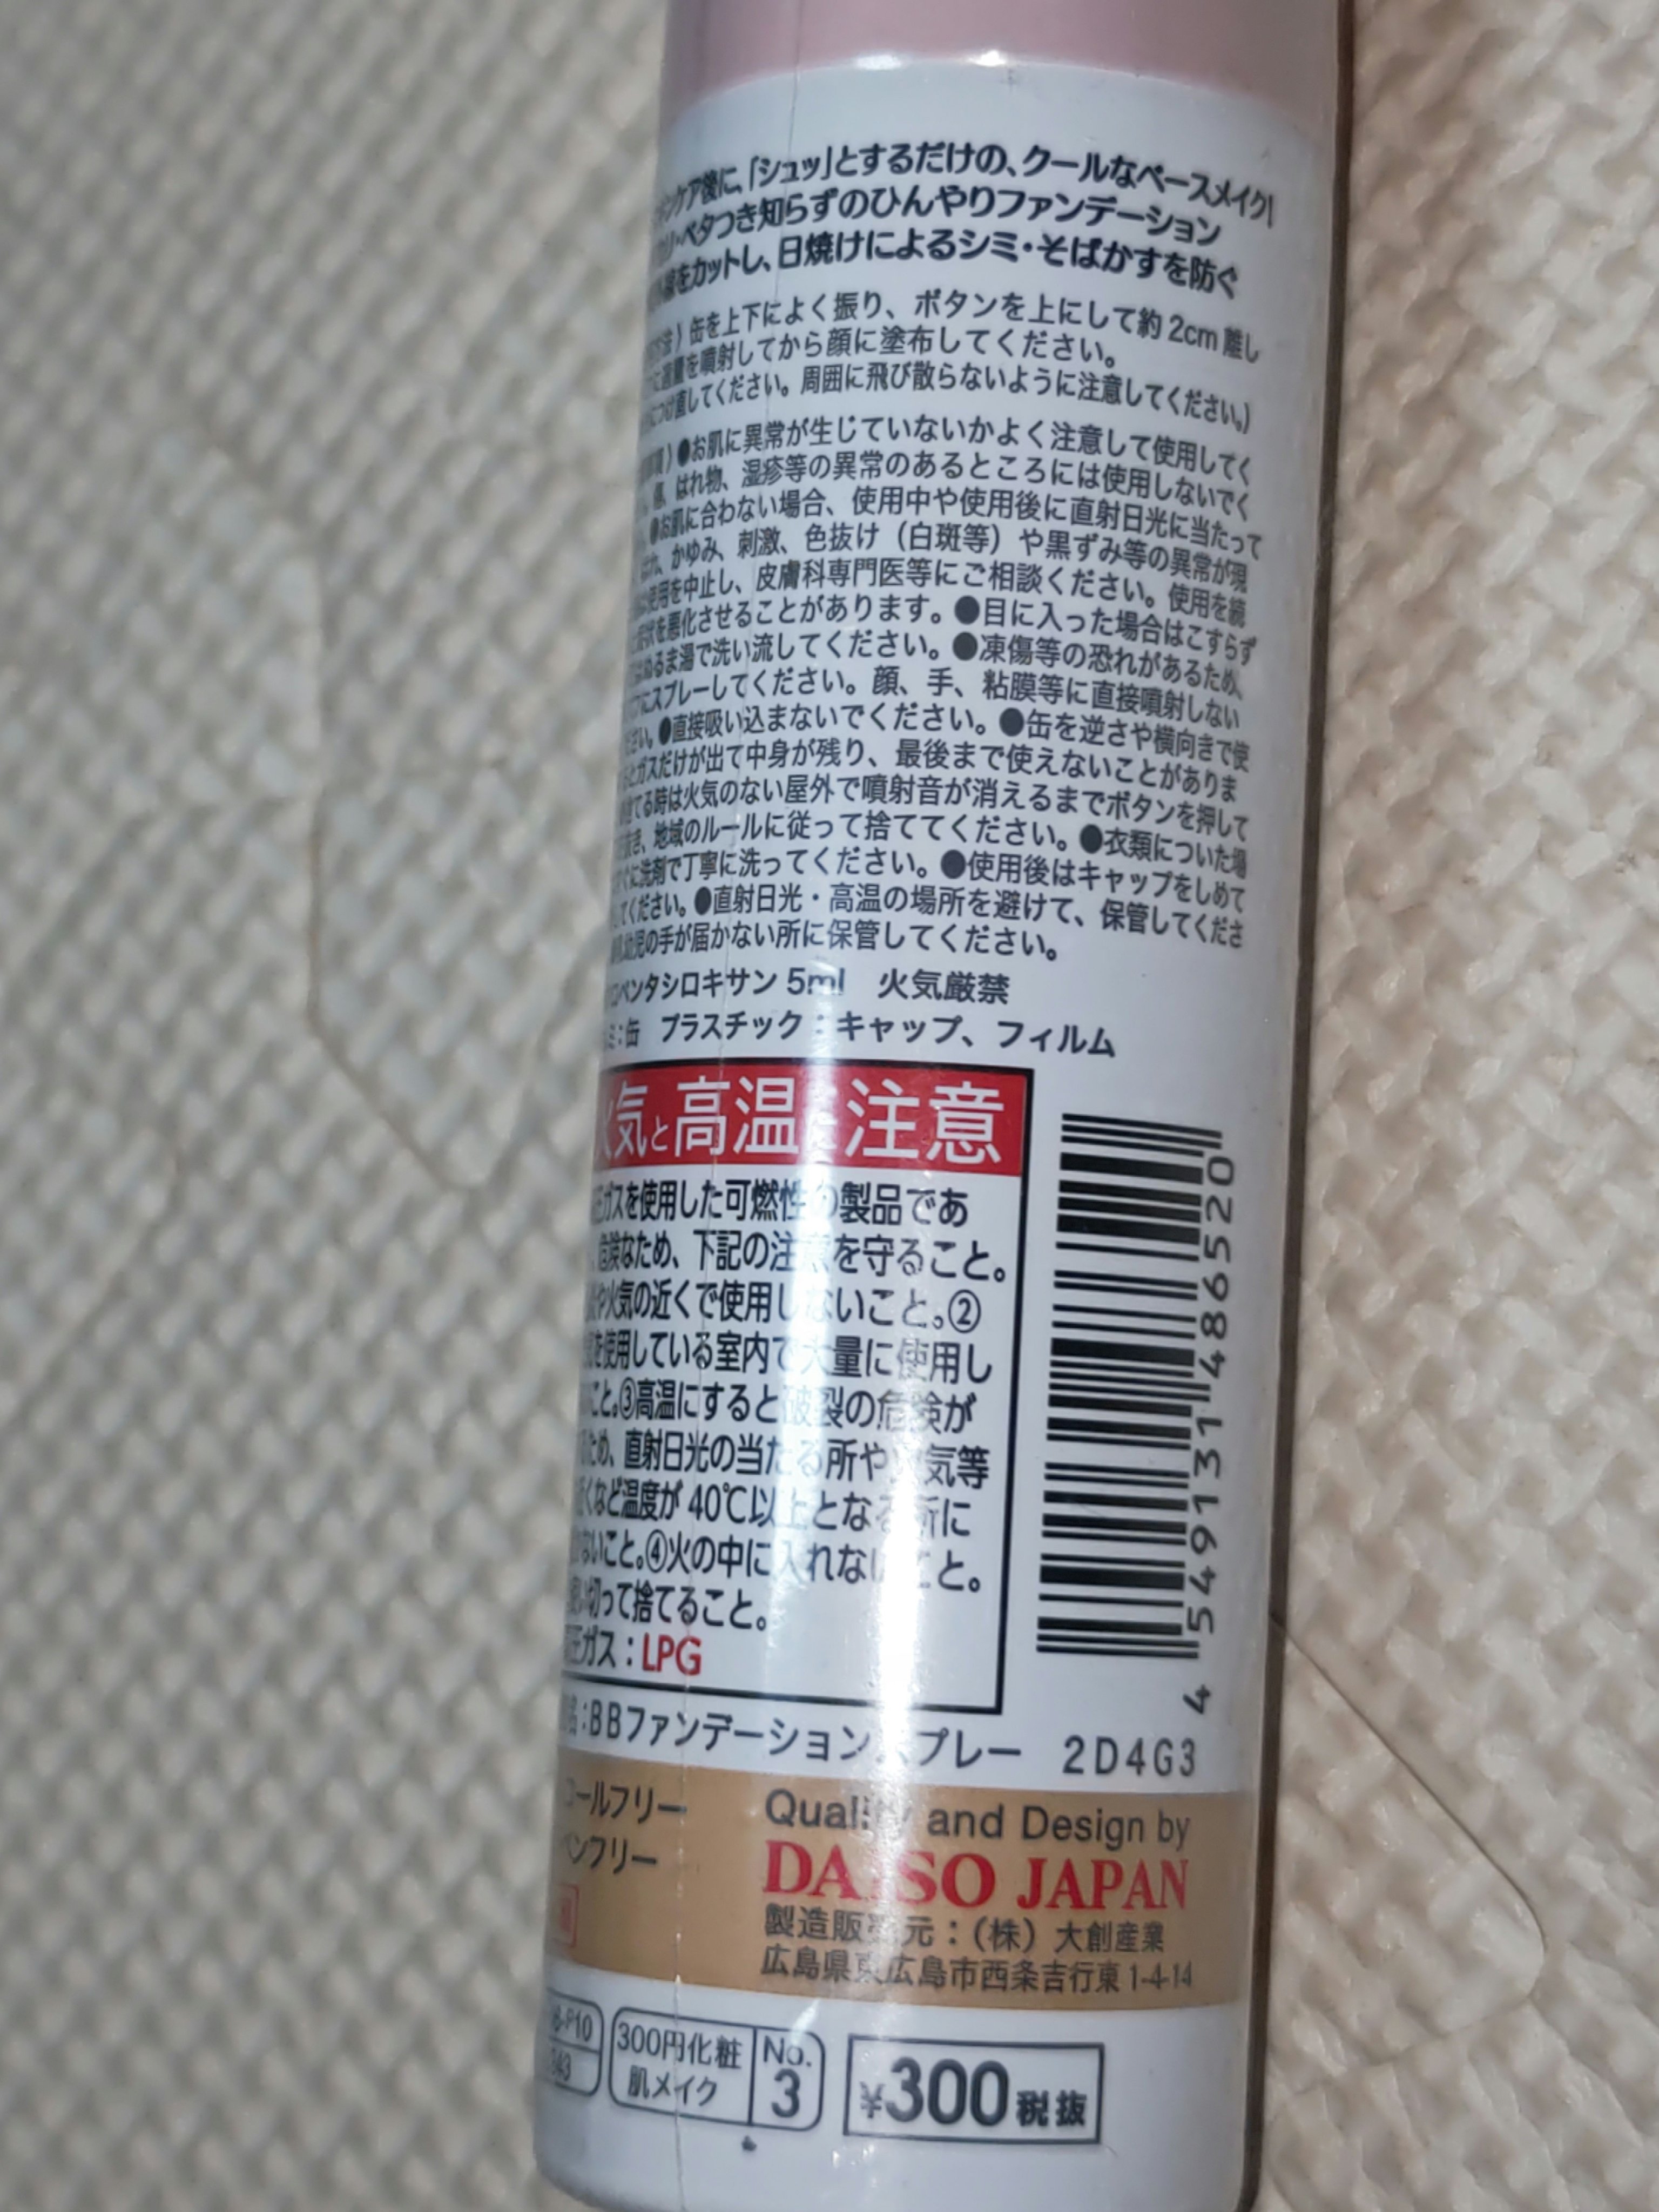 ケア後に、「シュッ」とするだけの、クールなベースメイク!
ベタつき知らずのひんやりファンデーション
をカットし、日焼けによるシミ・そばかすを防ぐ
缶を上下によく振り、ボタンを上にして約2cm離し
に適量を噴射してから顔に塗布してください。
につけ直してください。周囲に飛び散らないように注意してください。)
●お肌に異常が生じていないかよく注意して使用してく
はれ物、湿疹等の異常のあるところには使用しないでく
●お肌に合わない場合、使用中や使用後に直射日光に当たって
かゆみ、刺激、色抜け(白斑等)や黒ずみ等の異常が現
使用を中止し、皮膚科専門医等にご相談ください。使用を続
を悪化させることがあります。●目に入った場合はこすらず
ぬるま湯で洗い流してください。●凍傷等の恐れがあるため、
にスプレーしてください。顔、手、粘膜等に直接噴射しない
●直接吸い込まないでください。●缶を逆さや横向きで使
とガスだけが出て中身が残り、最後まで使えないことがありま
てる時は火気のない屋外で噴射音が消えるまでボタンを押して
抜き、地域のルールに従って捨ててください。●衣類についた場
ぐに洗剤で丁寧に洗ってください。●使用後はキャップをしめて
てください。●直射日光・高温の場所を避けて、保管してくださ
幼児の手が届かない所に保管してください。
ペンタシロキサン 5ml 火気厳禁
ミ:缶 プラスチック:キャップ、フィルム
気と高温に注意
ガスを使用した可燃性の製品であ
危険なため、下記の注意を守ること。
や火気の近くで使用しないこと。②
を使用している室内で大量に使用し
こと。③高温にすると破裂の危険が
ため、直射日光の当たる所や火気等
くなど温度が40℃以上となる所に
ないこと。④火の中に入れないこと。
い切って捨てること。
ガス:LPG
4 549131 486520
名:BBファンデーションスプレー 2D4G3
ールフリー
ンフリー
Quality and Design by
DAISO JAPAN
製造販売元:(株)大創産業
広島県東広島市西条吉行東1-4-14
-P10
343
300円化粧
肌メイク
No.
3
¥300税抜